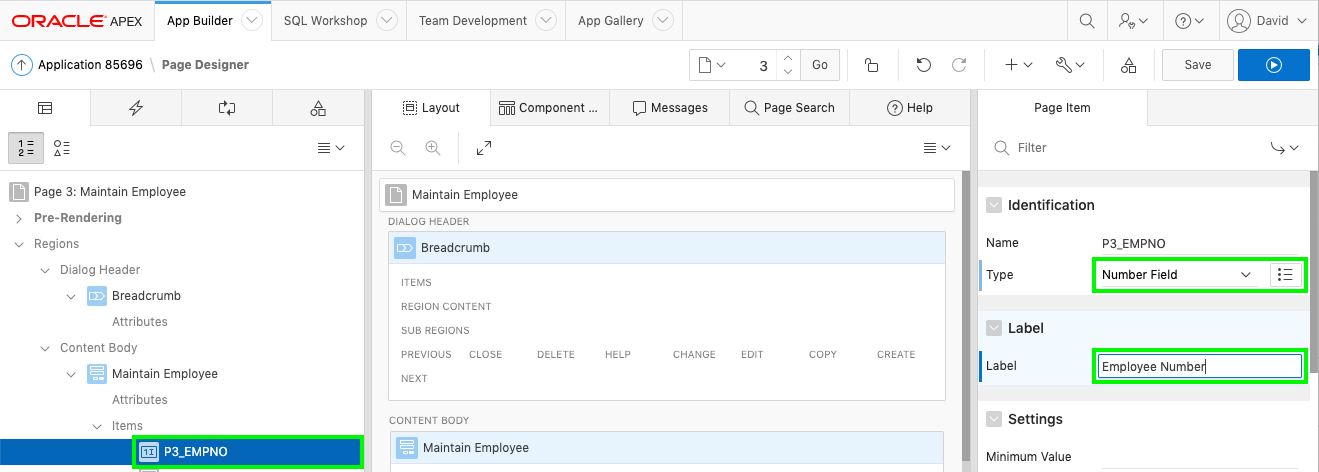 ORACLE APEX App Builder SQL Workshop Team Development App Gallery David
Application 85696 \ Page Designer 3 Go Save
Layout Component ... Messages Page Search Help Page Item
Filter
Page 3: Maintain Employee
Pre-Rendering
Regions
Dialog Header
Breadcrumb
Attributes
Content Body
Maintain Employee
Attributes
Items
P3_EMPNO
Maintain Employee
DIALOG HEADER
Breadcrumb
ITEMS
REGION CONTENT
SUB REGIONS
PREVIOUS CLOSE DELETE HELP CHANGE EDIT COPY CREATE
NEXT
CONTENT BODY
Maintain Employee
Identification
Name P3_EMPNO
Type Number Field
Label
Label Employee Number
Settings
Minimum Value